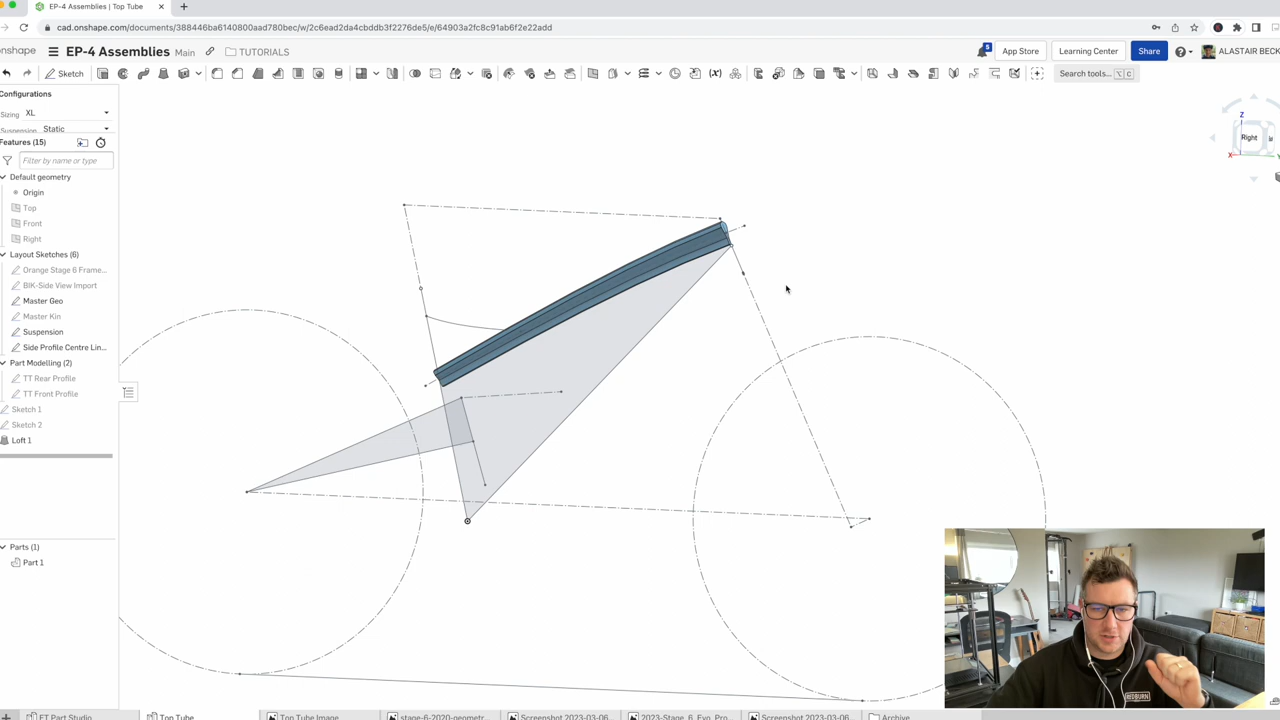 EP-4 Assemblies | Top Tube
cad.onshape.com/documents/388446ba6140800aad780bec/w/2c6ead2da4cbddb3f2276de5/e/64903a2fc8c91ab6f2e22add
onshape EP-4 Assemblies Main TUTORIALS 5 App Store Learning Center Share ALASTAIR BECK
Sketch (x) Search tools... ⌥ C
Configurations
Sizing XL
Suspension Static
Features (15)
Filter by name or type
Default geometry
Origin
Top
Front
Right
Layout Sketches (6)
Orange Stage 6 Frame...
BIK-Side View Import
Master Geo
Master Kin
Suspension
Side Profile Centre Lin...
Part Modelling (2)
TT Rear Profile
TT Front Profile
Sketch 1
Sketch 2
Loft 1
Parts (1)
Part 1
Z
Right
X
REDBURN
FT Part Studio Top Tube Top Tube Image stage-6-2020-geometr... Screenshot 2023-03-06... 2023-Stage_6_Evo_Pro... Screenshot 2023-03-06... Archive